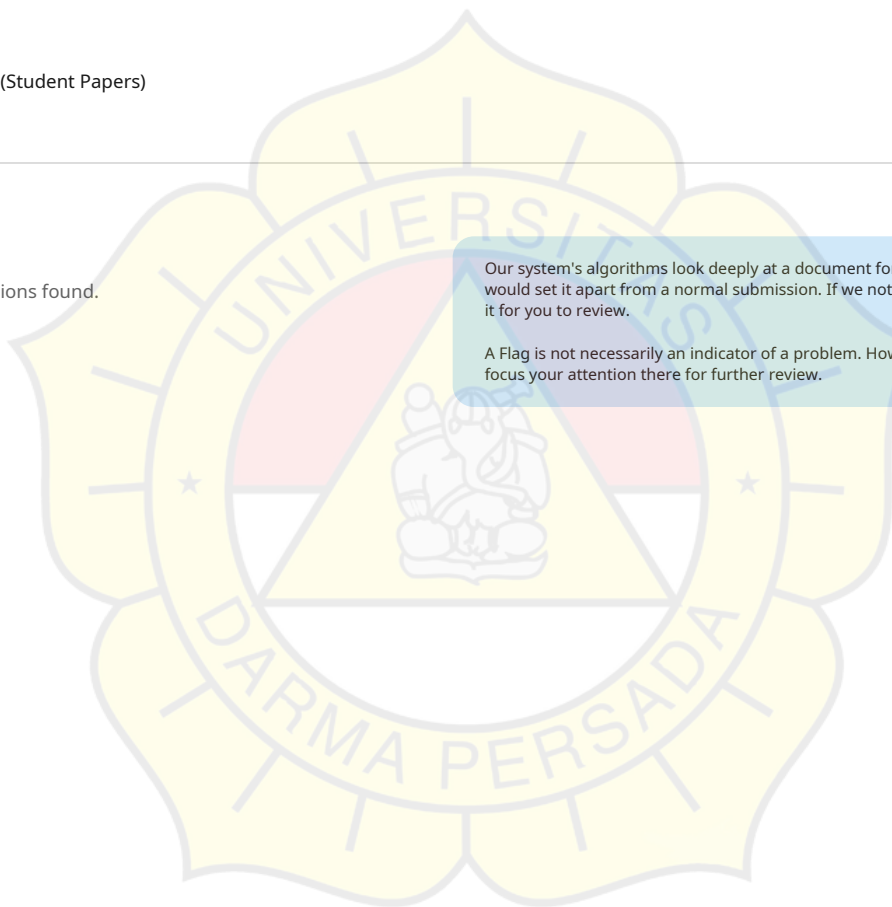 (Student Papers)
ions found.
Our system's algorithms look deeply at a document fo
would set it apart from a normal submission. If we not
it for you to review.
A Flag is not necessarily an indicator of a problem. How
focus your attention there for further review.
UNIVERSITAS
DARMA PERSADA